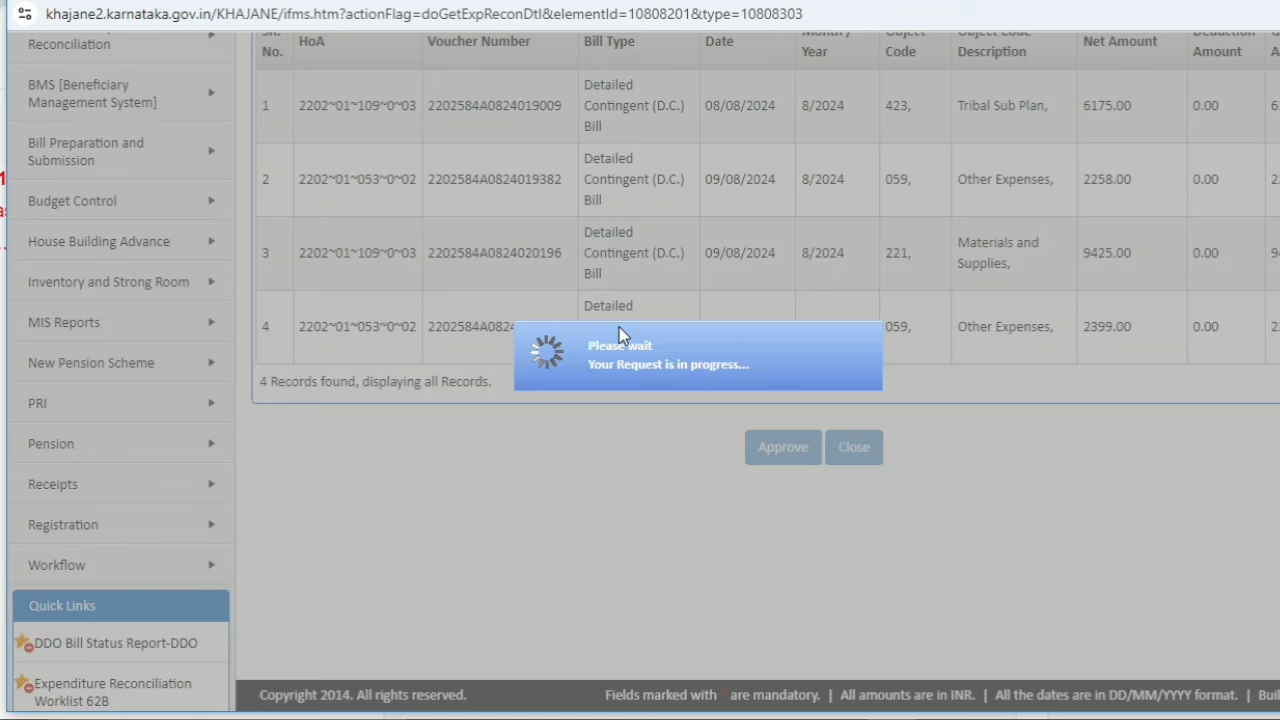 khajane2.karnataka.gov.in/KHAJANE/ifms.htm?actionFlag=doGetExpReconDtl&elementId=10808201&type=10808303
Reconciliation
BMS [Beneficiary
Management System]
Bill Preparation and
Submission
Budget Control
House Building Advance
Inventory and Strong Room
MIS Reports
New Pension Scheme
PRI
Pension
Receipts
Registration
Workflow
Quick Links
DDO Bill Status Report-DDO
Expenditure Reconciliation
Worklist 62B
Sr. No. HoA Voucher Number Bill Type Date Year Object Code Object Code Description Net Amount Deduction Amount
1 2202~01~109~0~03 2202584A0824019009 Detailed Contingent (D.C.) Bill 08/08/2024 8/2024 423, Tribal Sub Plan, 6175.00 0.00
2 2202~01~053~0~02 2202584A0824019382 Detailed Contingent (D.C.) Bill 09/08/2024 8/2024 059, Other Expenses, 2258.00 0.00
3 2202~01~109~0~03 2202584A0824020196 Detailed Contingent (D.C.) Bill 09/08/2024 8/2024 221, Materials and Supplies, 9425.00 0.00
4 2202~01~053~0~02 2202584A0824 Detailed 059, Other Expenses, 2399.00 0.00
Please wait
Your Request is in progress...
4 Records found, displaying all Records.
Approve Close
Copyright 2014. All rights reserved. Fields marked with * are mandatory. | All amounts are in INR. | All the dates are in DD/MM/YYYY format. |